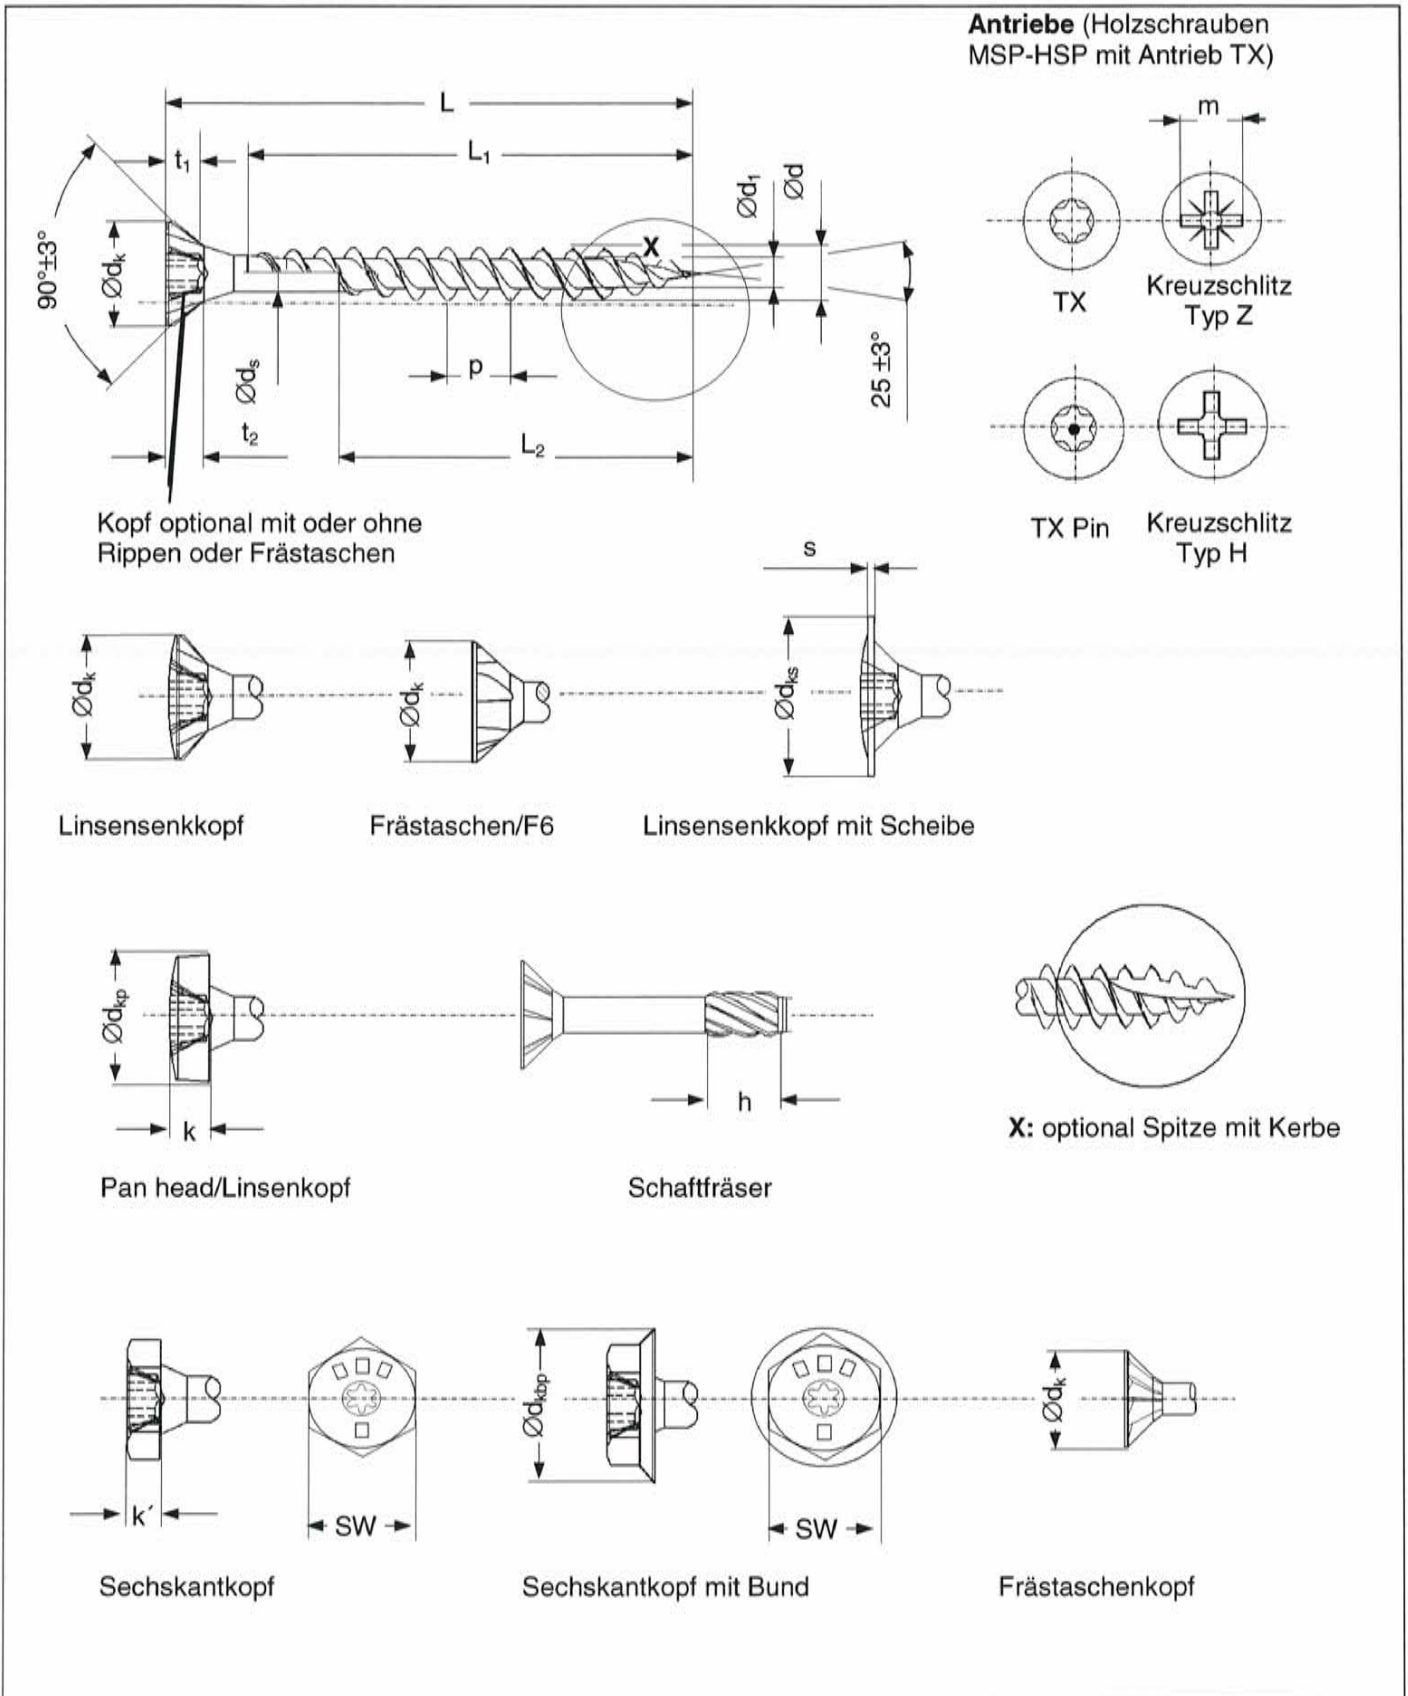 Antriebe (Holzschrauben
MSP-HSP mit Antrieb TX)
L
m
t₁
L₁
Ød₁
Ød
90°±3°
Ødₖ
X
TX
Kreuzschlitz
Typ Z
Ødₛ
p
25 ±3°
t₂
L₂
Kopf optional mit oder ohne
Rippen oder Frästaschen
TX Pin
Kreuzschlitz
Typ H
s
Ødₖ
Ødₖ
Ødₖₛ
Linsensenkkopf
Frästaschen/F6
Linsensenkkopf mit Scheibe
Ødₖₚ
k
h
X: optional Spitze mit Kerbe
Pan head/Linsenkopf
Schaftfräser
Ødkbp
Ødₖ
k´
SW
SW
Sechskantkopf
Sechskantkopf mit Bund
Frästaschenkopf